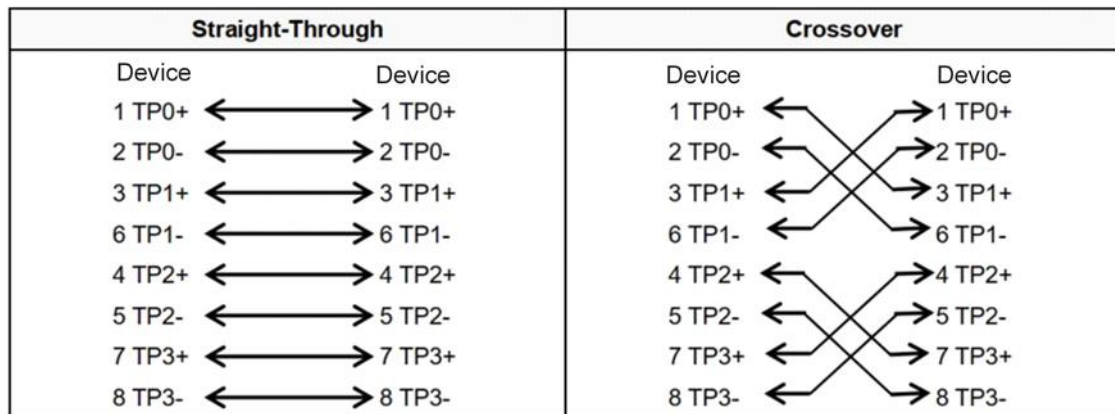 Straight-Through Crossover
Device Device Device Device
1 TP0+ 1 TP0+ 1 TP0+ 1 TP0+
2 TP0- 2 TP0- 2 TP0- 2 TP0-
3 TP1+ 3 TP1+ 3 TP1+ 3 TP1+
6 TP1- 6 TP1- 6 TP1- 6 TP1-
4 TP2+ 4 TP2+ 4 TP2+ 4 TP2+
5 TP2- 5 TP2- 5 TP2- 5 TP2-
7 TP3+ 7 TP3+ 7 TP3+ 7 TP3+
8 TP3- 8 TP3- 8 TP3- 8 TP3-